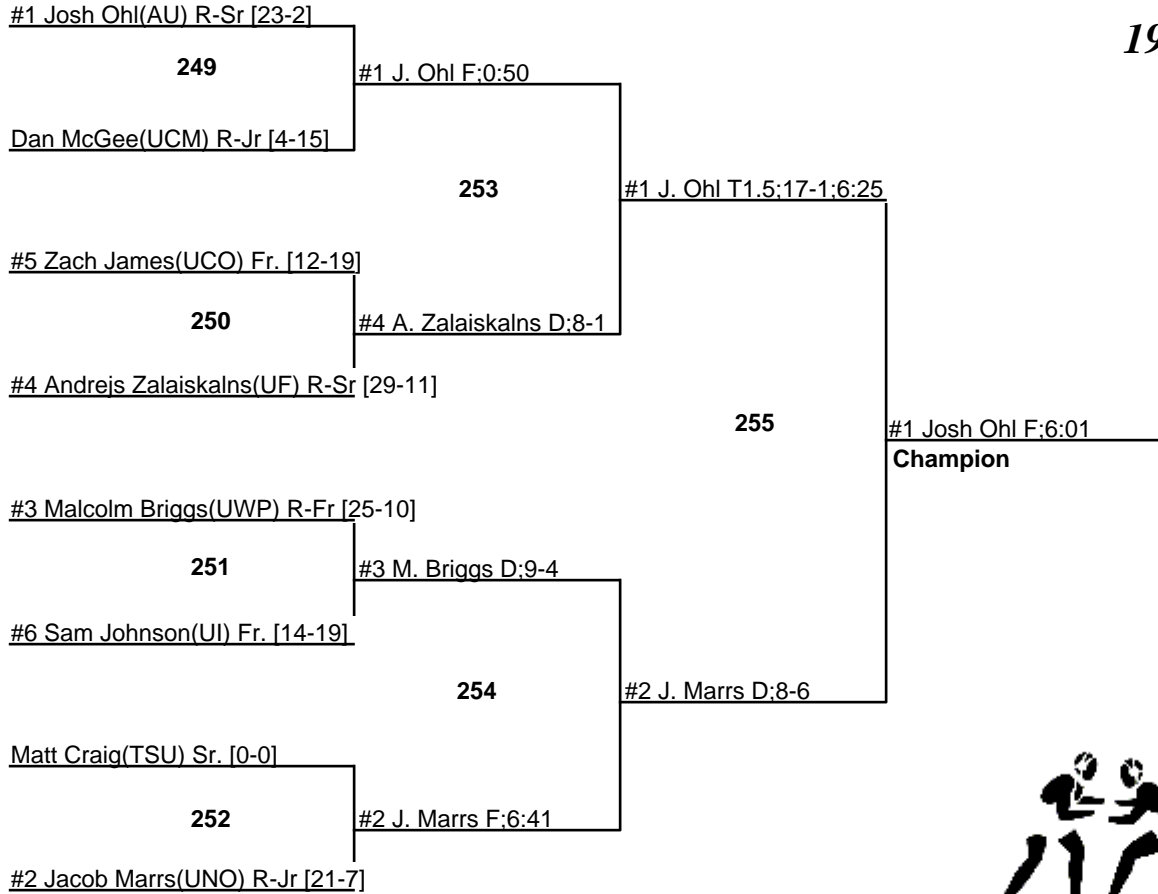 #1 Josh Ohl(AU) R-Sr [23-2]
19
249
#1 J. Ohl F;0:50
Dan McGee(UCM) R-Jr [4-15]
253
#1 J. Ohl T1.5;17-1;6:25
#5 Zach James(UCO) Fr. [12-19]
250
#4 A. Zalaiskalns D;8-1
#4 Andrejs Zalaiskalns(UF) R-Sr [29-11]
255
#1 Josh Ohl F;6:01
Champion
#3 Malcolm Briggs(UWP) R-Fr [25-10]
251
#3 M. Briggs D;9-4
#6 Sam Johnson(UI) Fr. [14-19]
254
#2 J. Marrs D;8-6
Matt Craig(TSU) Sr. [0-0]
252
#2 J. Marrs F;6:41
#2 Jacob Marrs(UNO) R-Jr [21-7]